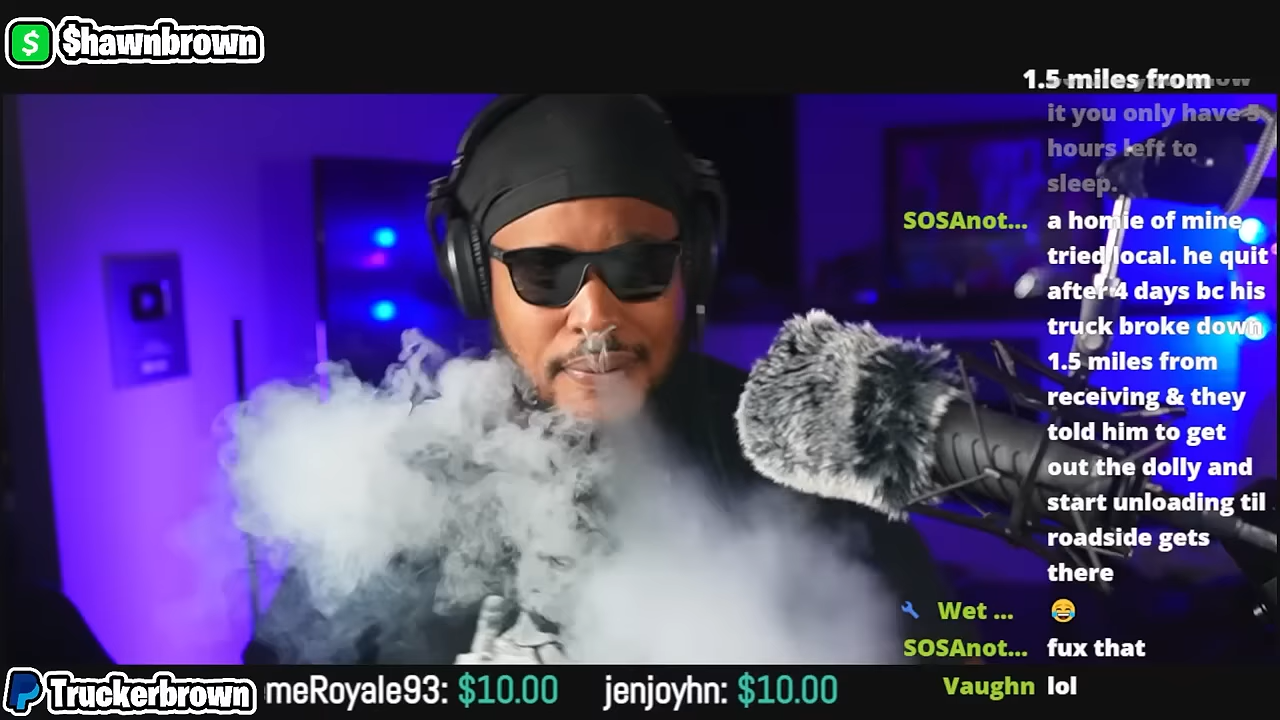 $hawnbrown
1.5 miles from
it you only have 5
hours left to
sleep.
SOSAnot... a homie of mine
tried local. he quit
after 4 days bc his
truck broke down
1.5 miles from
receiving & they
told him to get
out the dolly and
start unloading til
roadside gets
there
Wet ... 😂
SOSAnot... fux that
Vaughn lol
Truckerbrown meRoyale93: $10.00 jenjoyhn: $10.00